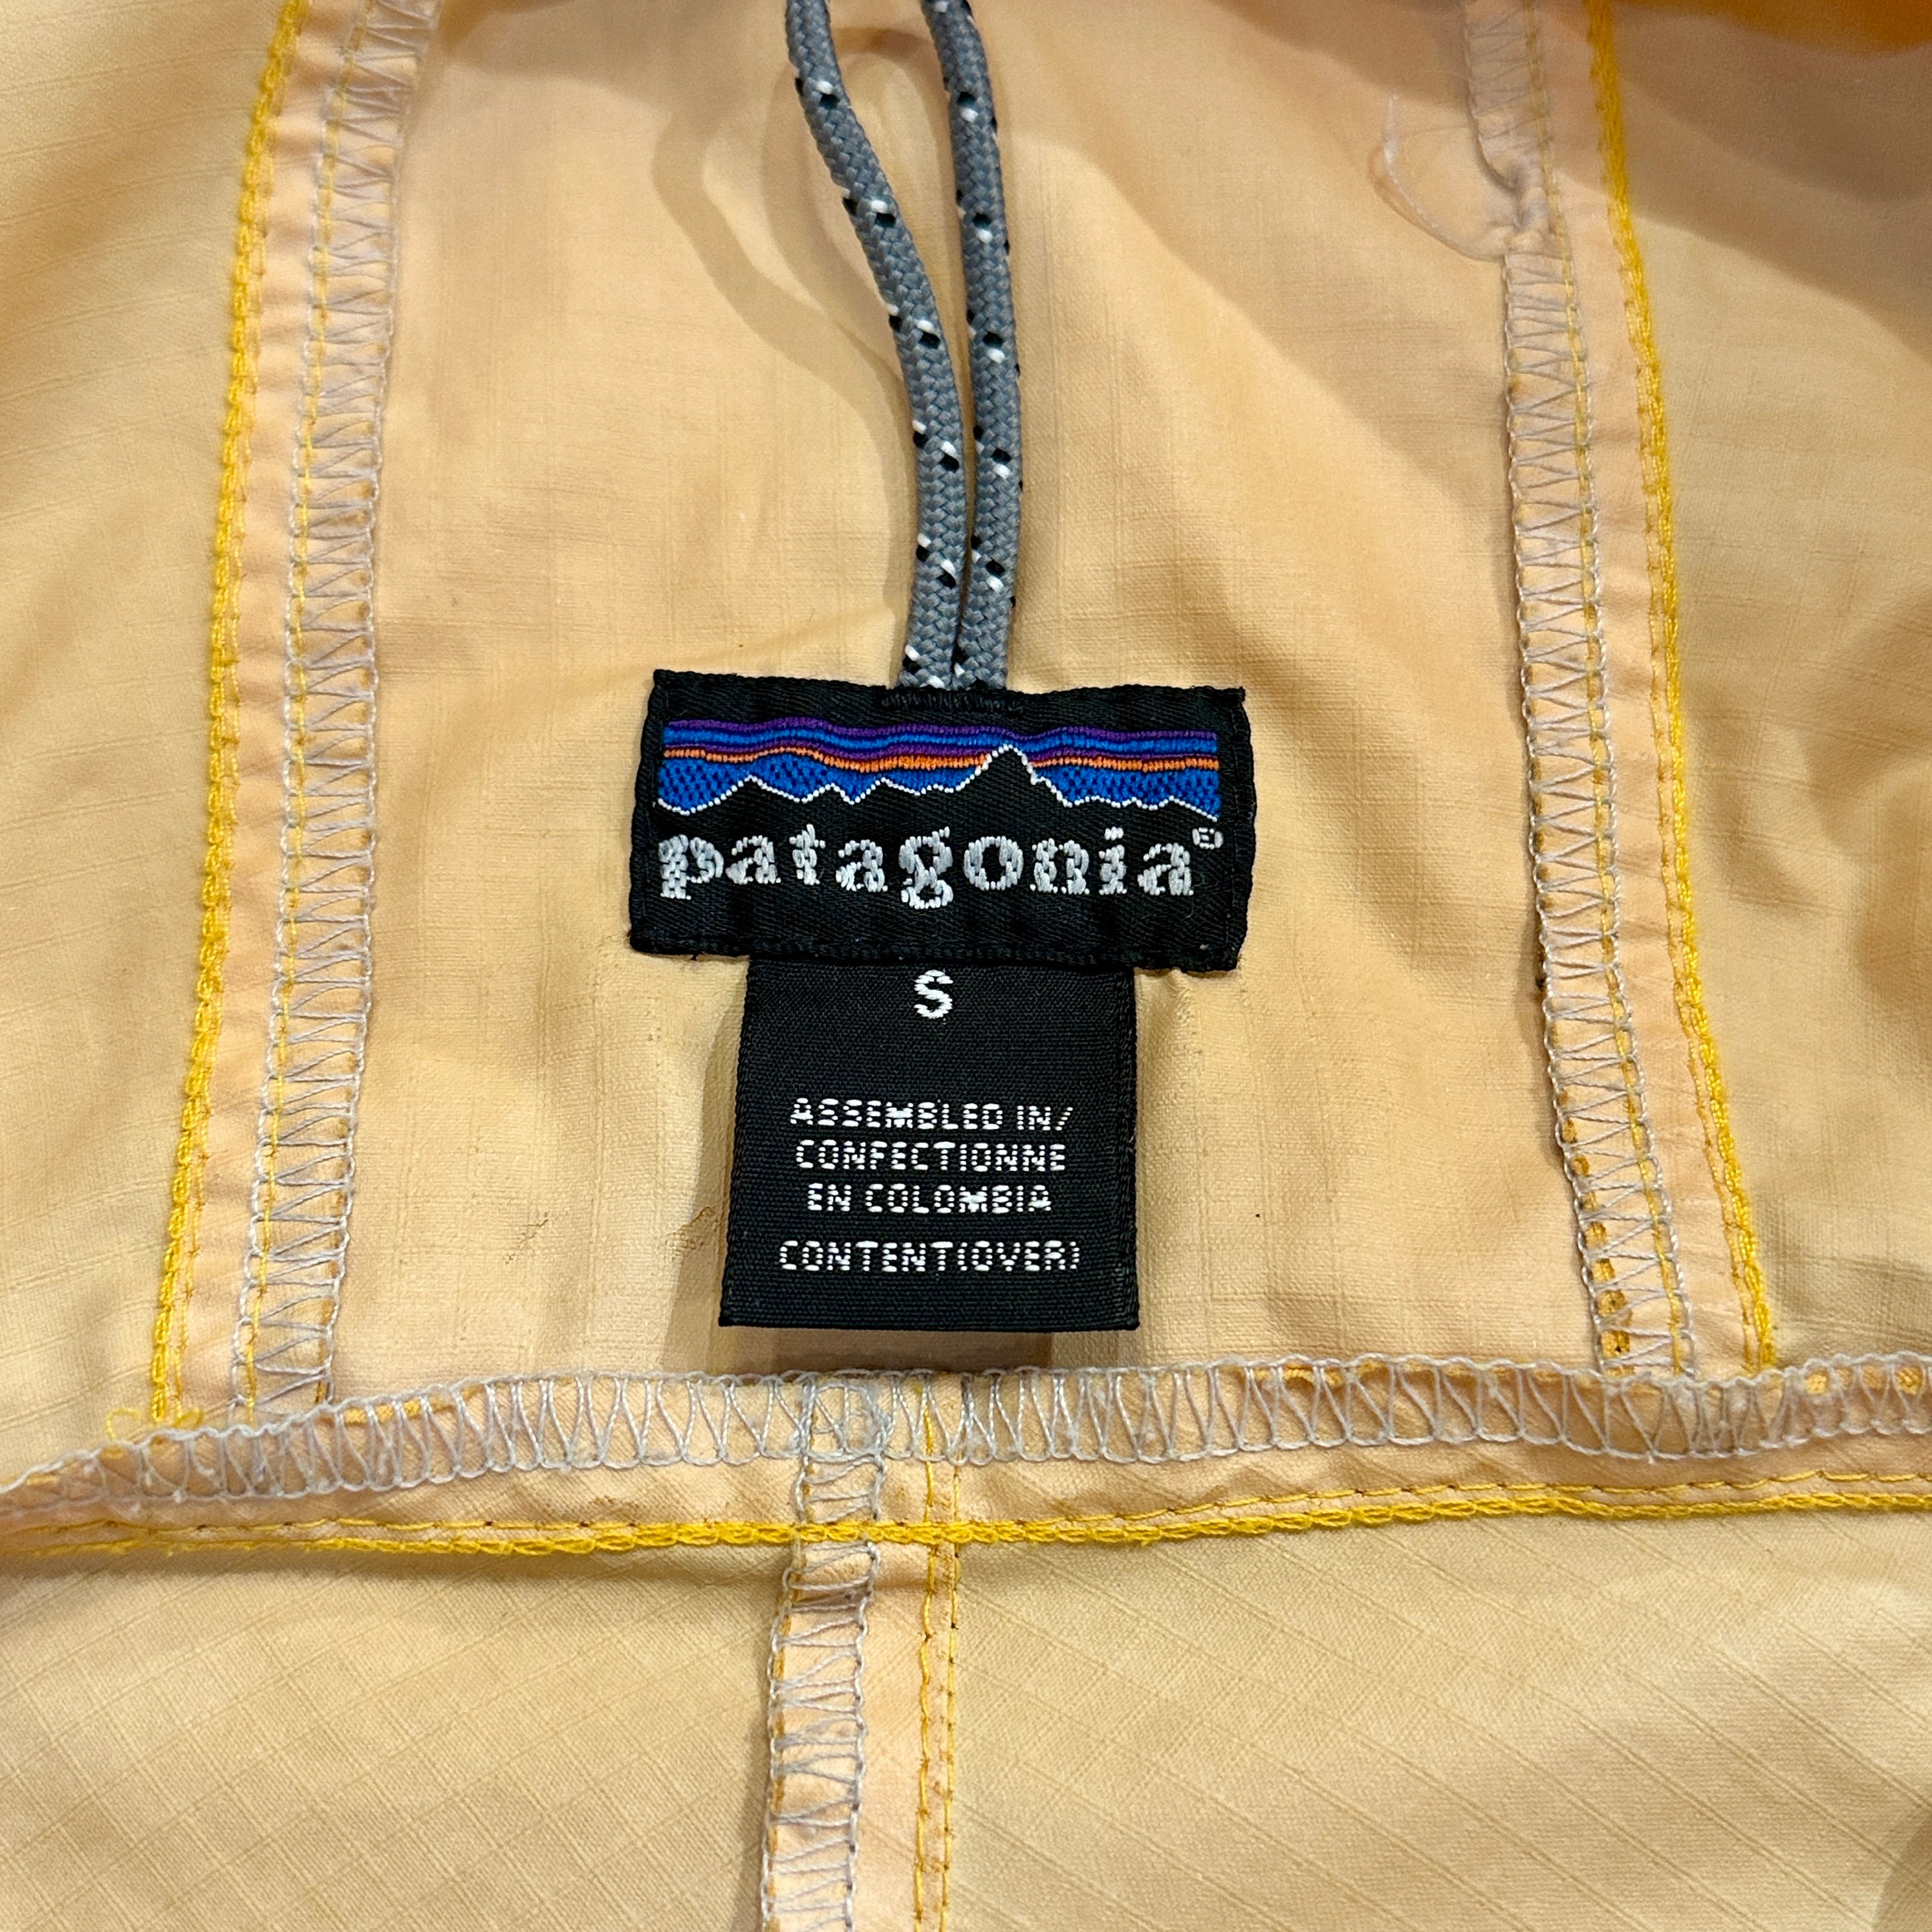 patagonia®
S
ASSEMBLED IN/
CONFECTIONNE
EN COLOMBIA
CONTENT(OVER)